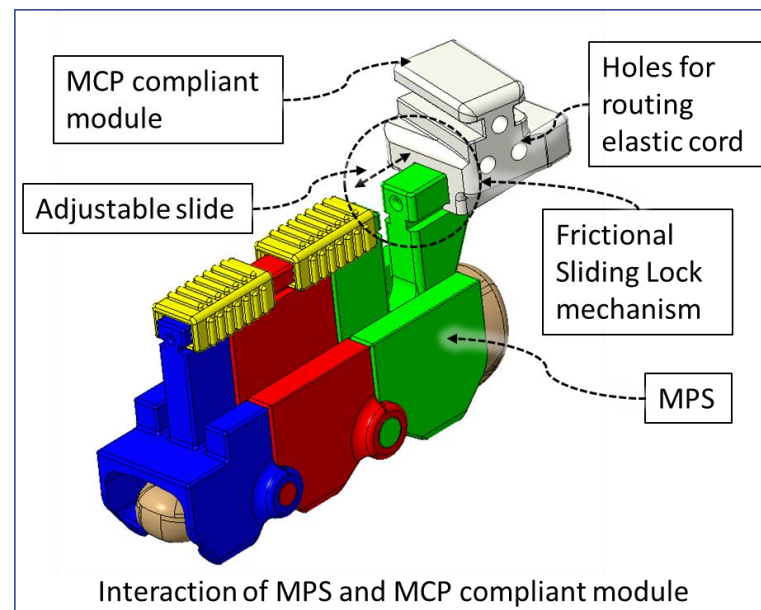 MCP compliant
module
Holes for
routing
elastic cord
Adjustable slide
Frictional
Sliding Lock
mechanism
MPS
Interaction of MPS and MCP compliant module